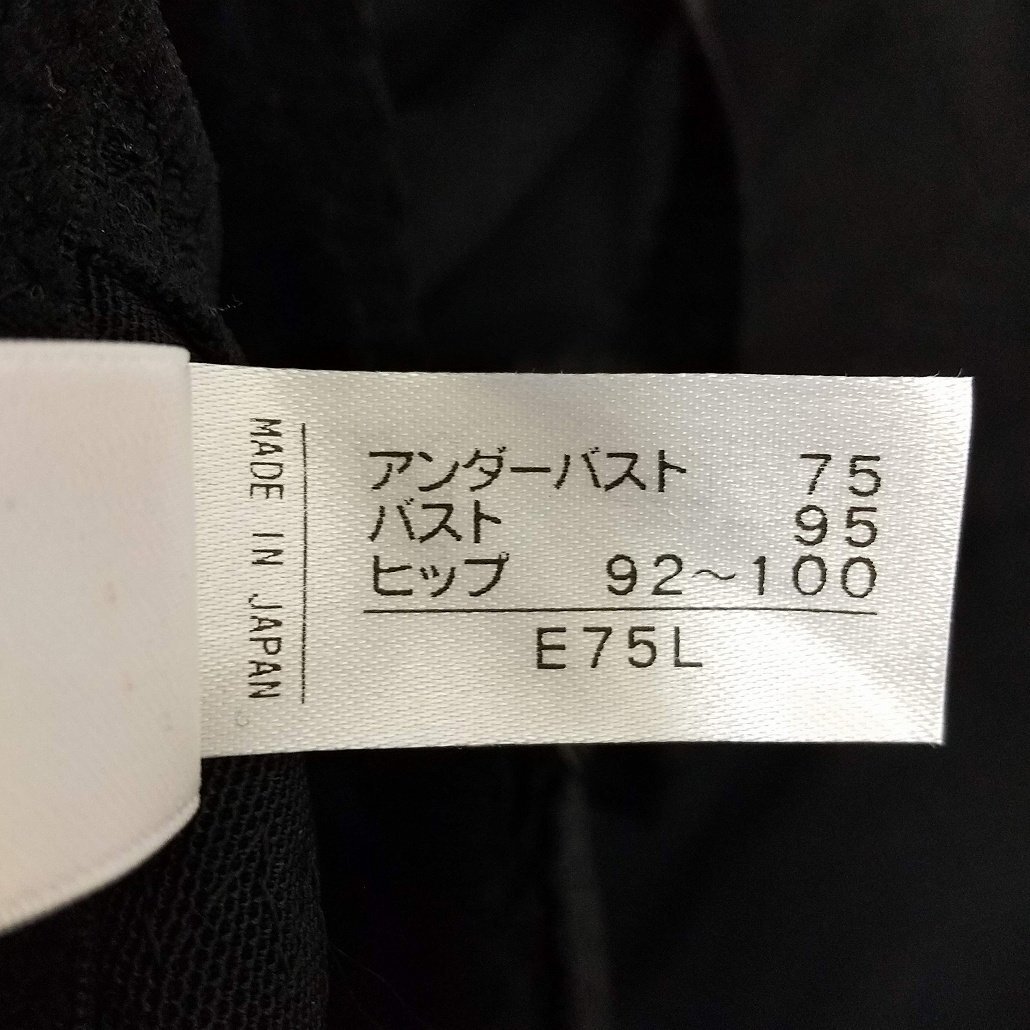 MADE IN JAPAN
アンダーバスト 75
バスト 95
ヒップ 92～100
E75L